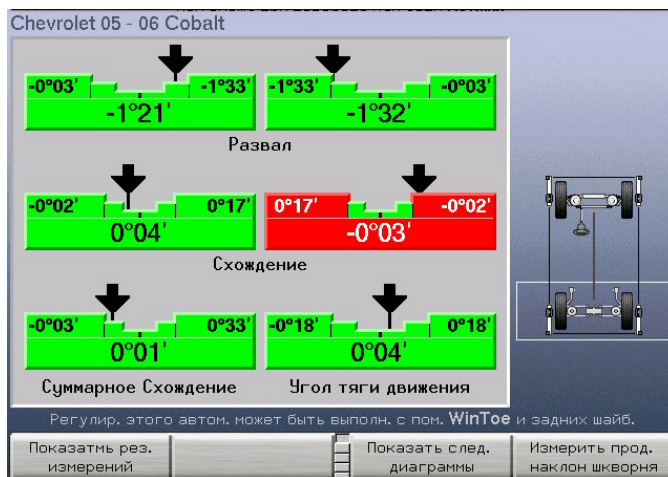 Chevrolet 05 - 06 Cobalt
-0°03' -1°33' -1°33' -0°03'
-1°21' -1°32'
Развал
-0°02' 0°17' 0°17' -0°02'
0°04' -0°03'
Схождение
-0°03' 0°33' -0°18' 0°18'
0°01' 0°04'
Суммарное Схождение Угол тяги движения
Регулир. этого автом. может быть выполн. с пом. WinToe и задних шайб.
Показатмь рез. Показать след. Измерить прод.
измерений диаграммы наклон шкворня